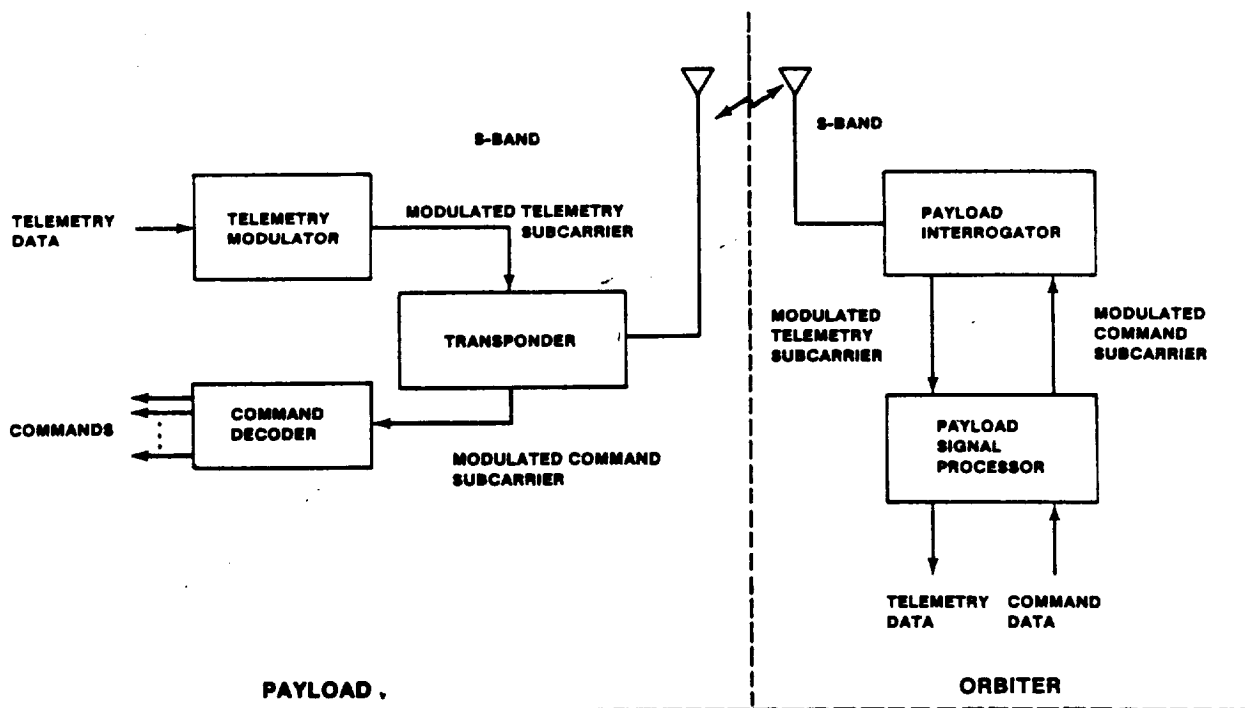 S-BAND
S-BAND
TELEMETRY
DATA
TELEMETRY
MODULATOR
MODULATED TELEMETRY
SUBCARRIER
PAYLOAD
INTERROGATOR
TRANSPONDER
MODULATED
TELEMETRY
SUBCARRIER
MODULATED
COMMAND
SUBCARRIER
COMMANDS
COMMAND
DECODER
MODULATED COMMAND
SUBCARRIER
PAYLOAD
SIGNAL
PROCESSOR
TELEMETRY
DATA
COMMAND
DATA
PAYLOAD
ORBITER